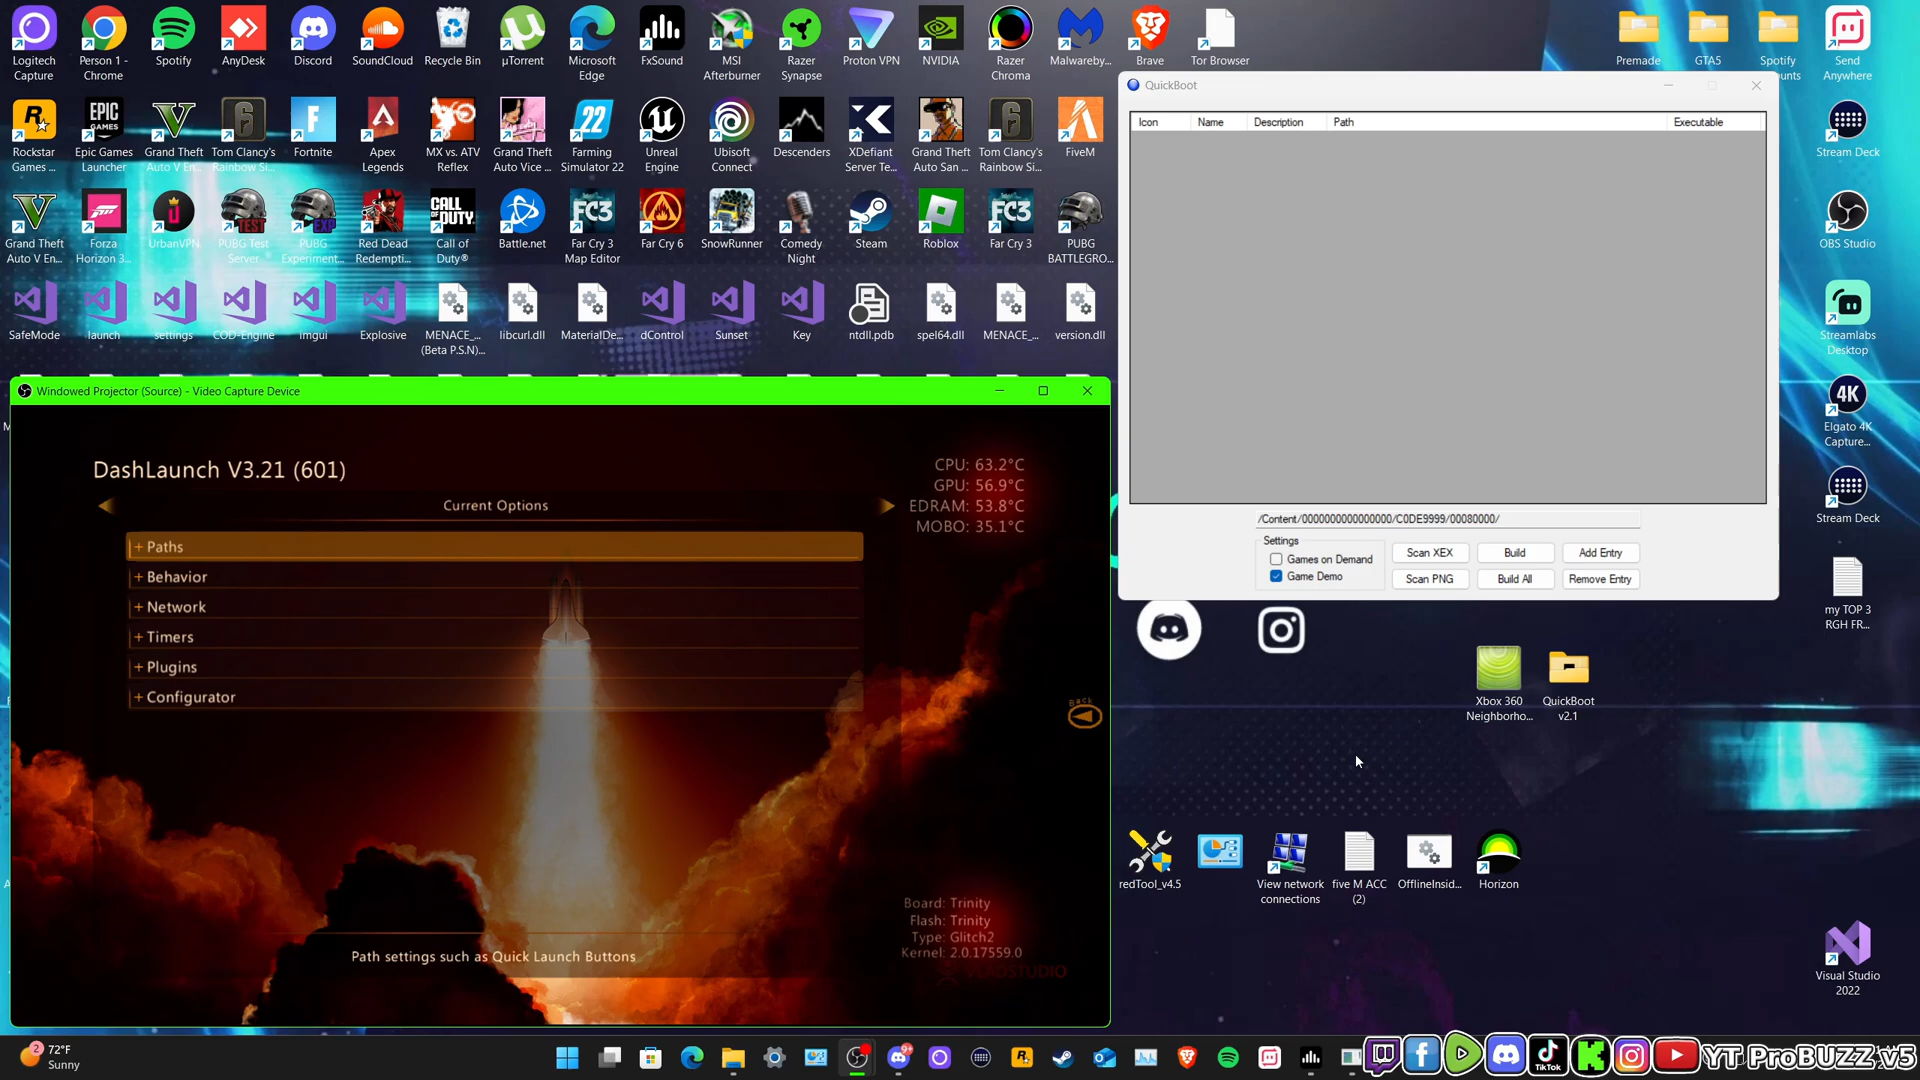 Logitech Capture
Person 1 - Chrome
Spotify
AnyDesk
Discord
SoundCloud
Recycle Bin
µTorrent
Microsoft Edge
FxSound
MSI Afterburner
Razer Synapse
Proton VPN
NVIDIA
Razer Chroma
Malwareby...
Brave
Tor Browser
Premade
GTA5
Spotify
unts
Send Anywhere
Rockstar Games ...
Epic Games Launcher
Grand Theft Auto V En...
Tom Clancy's Rainbow Si...
Fortnite
Apex Legends
MX vs. ATV Reflex
Grand Theft Auto Vice ...
Farming Simulator 22
Unreal Engine
Ubisoft Connect
Descenders
XDefiant Server Te...
Grand Theft Auto San ...
Tom Clancy's Rainbow Si...
FiveM
Stream Deck
Grand Theft Auto V En...
Forza Horizon 3...
UrbanVPN
PUBG Test Server
PUBG Experiment...
Red Dead Redempti...
Call of Duty®
Battle.net
Far Cry 3 Map Editor
Far Cry 6
SnowRunner
Comedy Night
Steam
Roblox
Far Cry 3
PUBG BATTLEGRO...
OBS Studio
SafeMode
launch
settings
COD-Engine
imgui
Explosive
MENACE_... (Beta P.S.N)...
libcurl.dll
MaterialDe...
dControl
Sunset
Key
ntdll.pdb
spel64.dll
MENACE_...
version.dll
Streamlabs Desktop
QuickBoot
Icon Name Description Path Executable
/Content/0000000000000000/C0DE9999/00080000/
Settings
Games on Demand
Game Demo
Scan XEX
Build
Add Entry
Scan PNG
Build All
Remove Entry
4K
Elgato 4K Capture...
Stream Deck
my TOP 3 RGH FR...
Windowed Projector (Source) - Video Capture Device
DashLaunch V3.21 (601)
CPU: 63.2°C
GPU: 56.9°C
EDRAM: 53.8°C
MOBO: 35.1°C
Current Options
+ Paths
+ Behavior
+ Network
+ Timers
+ Plugins
+ Configurator
Back
Board: Trinity
Flash: Trinity
Type: Glitch2
Kernel: 2.0.17559.0
Path settings such as Quick Launch Buttons
Xbox 360 Neighborho...
QuickBoot v2.1
redTool_v4.5
View network connections
five M ACC (2)
OfflineInsid...
Horizon
Visual Studio 2022
2
72°F
Sunny
9+
TikTok
YT ProBUZZ v5